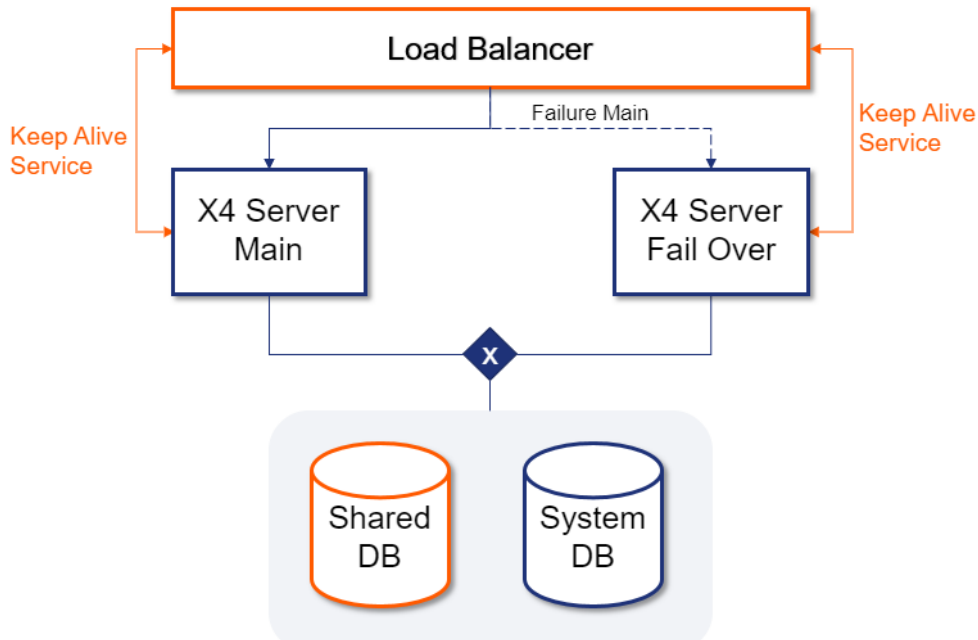 Load Balancer
Failure Main
Keep Alive
Service
Keep Alive
Service
X4 Server
Main
X4 Server
Fail Over
X
Shared
DB
System
DB